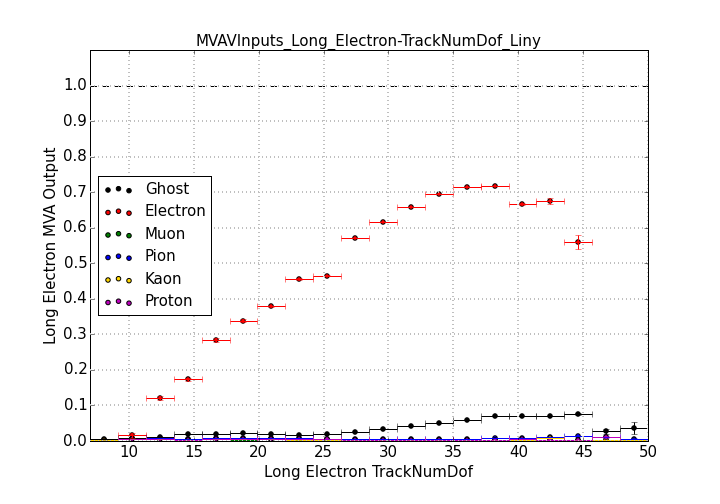 MVAVInputs_Long_Electron-TrackNumDof_Liny
1.0
0.9
0.8
0.7
0.6
0.5
0.4
0.3
0.2
0.1
0.0
Long Electron MVA Output
Ghost
Electron
Muon
Pion
Kaon
Proton
10 15 20 25 30 35 40 45 50
Long Electron TrackNumDof